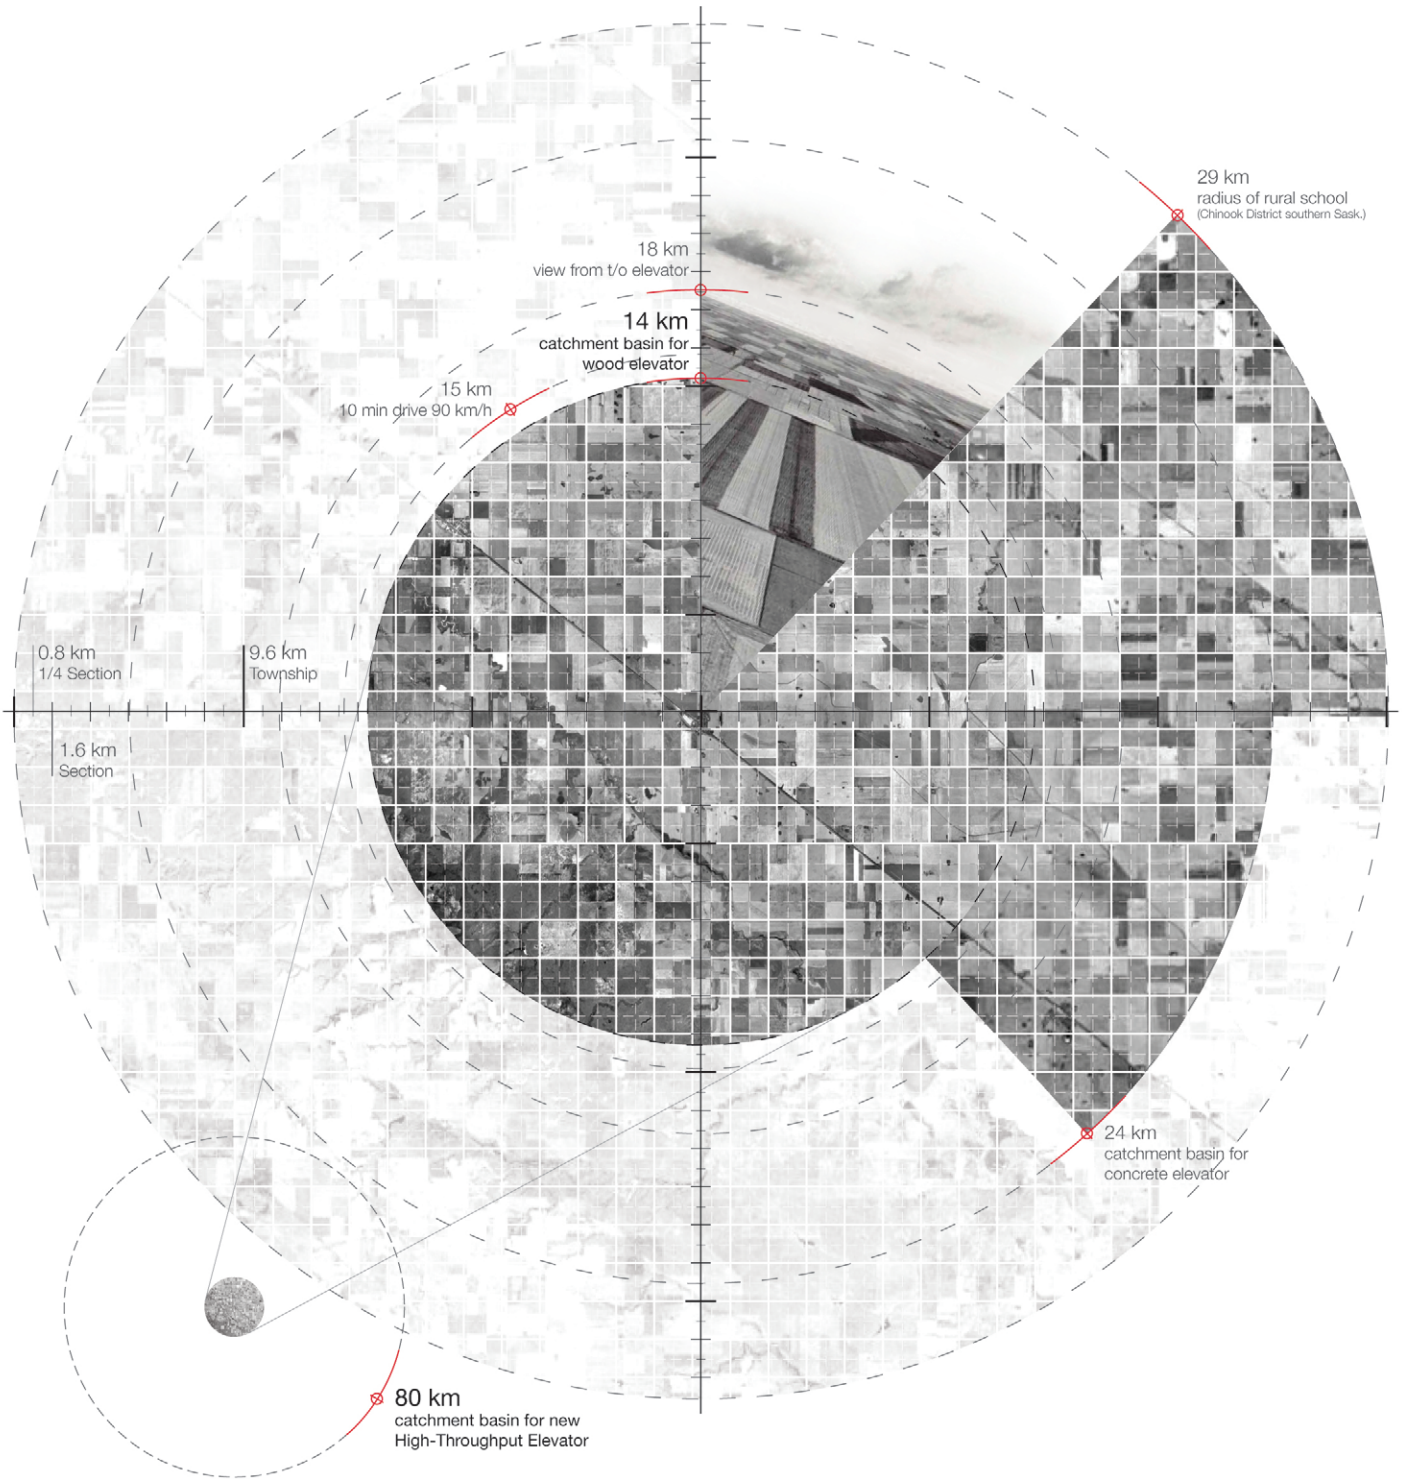 29 km
radius of rural school
(Chinook District southern Sask.)
18 km
view from t/o elevator
14 km
catchment basin for
wood elevator
15 km
10 min drive 90 km/h
0.8 km
1/4 Section
9.6 km
Township
1.6 km
Section
24 km
catchment basin for
concrete elevator
80 km
catchment basin for new
High-Throughput Elevator